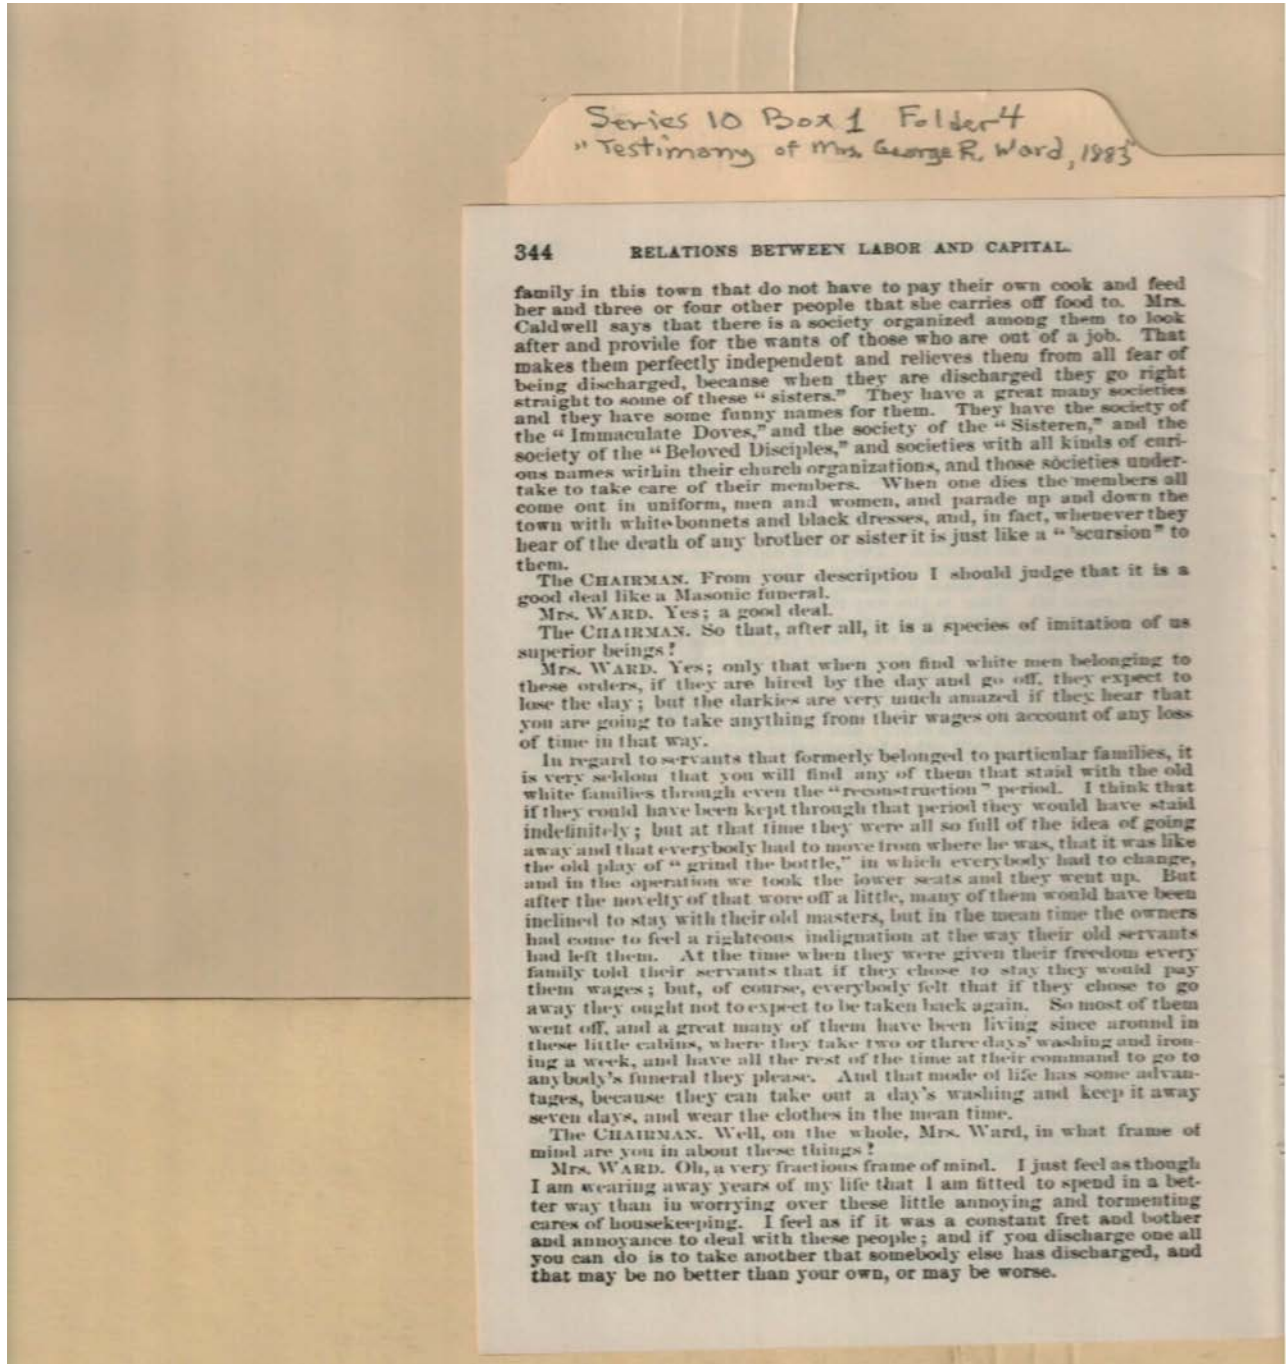 Series 10 Box 1 Folder 4
"Testimony of Mrs. George R. Ward, 1883"
344 RELATIONS BETWEEN LABOR AND CAPITAL.
family in this town that do not have to pay their own cook and feed
her and three or four other people that she carries off food to. Mrs.
Caldwell says that there is a society organized among them to look
after and provide for the wants of those who are out of a job. That
makes them perfectly independent and relieves them from all fear of
being discharged, because when they are discharged they go right
straight to some of these "sisters." They have a great many societies
and they have some funny names for them. They have the society of
the "Immaculate Doves," and the society of the "Sisteren," and the
society of the "Beloved Disciples," and societies with all kinds of curi-
ous names within their church organizations, and those societies under-
take to take care of their members. When one dies the members all
come out in uniform, men and women, and parade up and down the
town with white bonnets and black dresses, and, in fact, whenever they
hear of the death of any brother or sister it is just like a "'scursion" to
them.
The CHAIRMAN. From your description I should judge that it is a
good deal like a Masonic funeral.
Mrs. WARD. Yes; a good deal.
The CHAIRMAN. So that, after all, it is a species of imitation of us
superior beings?
Mrs. WARD. Yes; only that when you find white men belonging to
these orders, if they are hired by the day and go off, they expect to
lose the day; but the darkies are very much amazed if they hear that
you are going to take anything from their wages on account of any loss
of time in that way.
In regard to servants that formerly belonged to particular families, it
is very seldom that you will find any of them that staid with the old
white families through even the "reconstruction" period. I think that
if they could have been kept through that period they would have staid
indefinitely; but at that time they were all so full of the idea of going
away and that everybody had to move from where he was, that it was like
the old play of "grind the bottle," in which everybody had to change,
and in the operation we took the lower seats and they went up. But
after the novelty of that wore off a little, many of them would have been
inclined to stay with their old masters, but in the mean time the owners
had come to feel a righteous indignation at the way their old servants
had left them. At the time when they were given their freedom every
family told their servants that if they chose to stay they would pay
them wages; but, of course, everybody felt that if they chose to go
away they ought not to expect to be taken back again. So most of them
went off, and a great many of them have been living since around in
these little cabins, where they take two or three days' washing and iron-
ing a week, and have all the rest of the time at their command to go to
anybody's funeral they please. And that mode of life has some advan-
tages, because they can take out a day's washing and keep it away
seven days, and wear the clothes in the mean time.
The CHAIRMAN. Well, on the whole, Mrs. Ward, in what frame of
mind are you in about these things?
Mrs. WARD. Oh, a very fractious frame of mind. I just feel as though
I am wearing away years of my life that I am fitted to spend in a bet-
ter way than in worrying over these little annoying and tormenting
cares of housekeeping. I feel as if it was a constant fret and bother
and annoyance to deal with these people; and if you discharge one all
you can do is to take another that somebody else has discharged, and
that may be no better than your own, or may be worse.